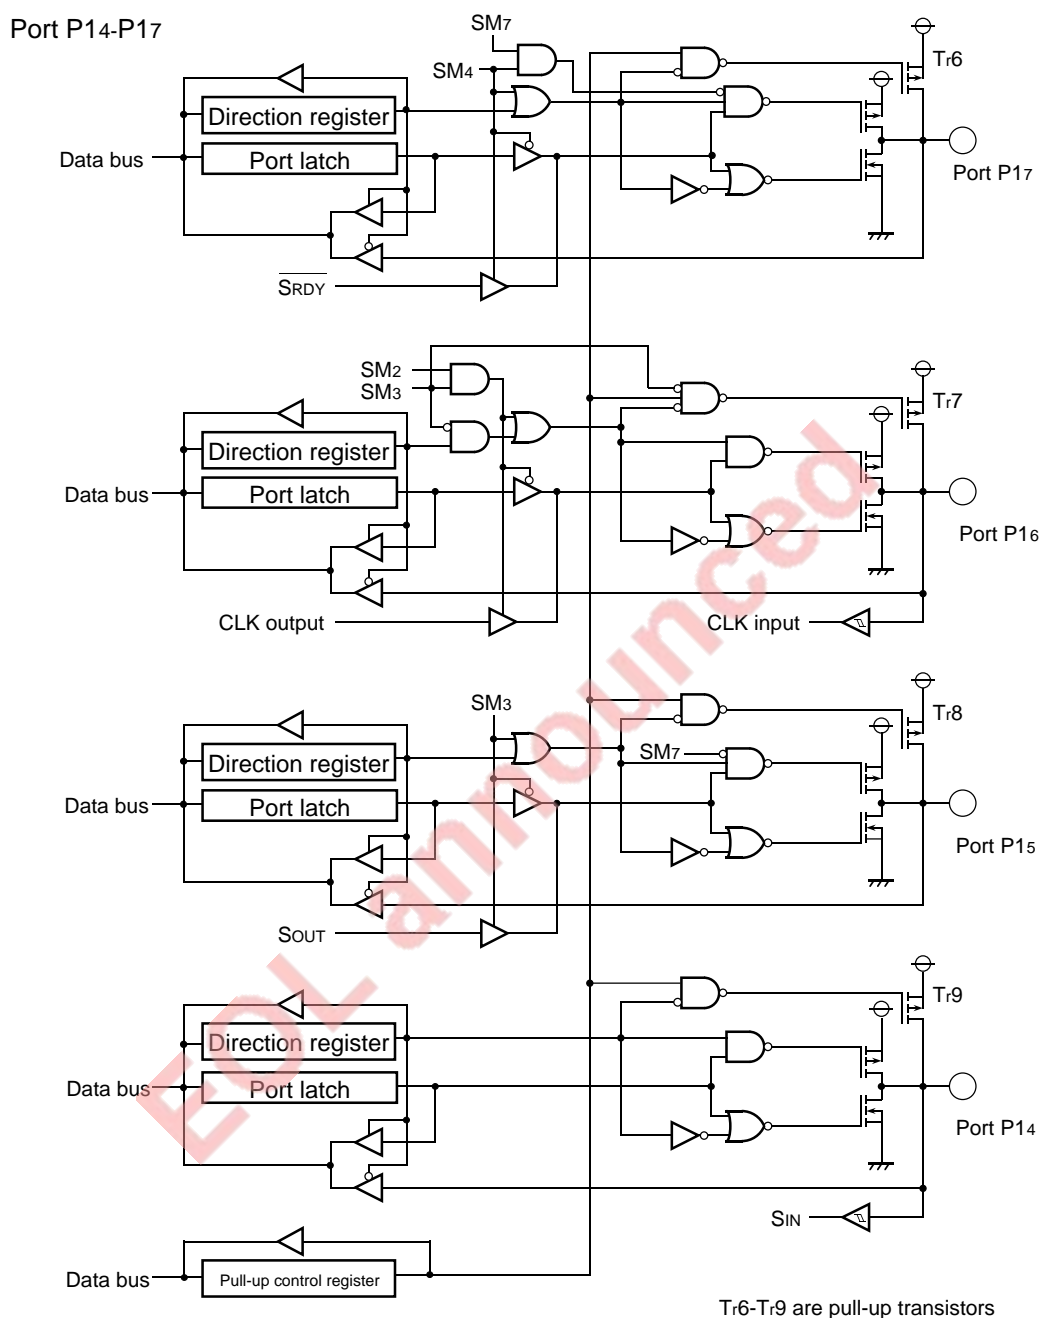 Port P14-P17
SM7
SM4
Tr6
Direction register
Data bus
Port latch
Port P17
SRDY
SM2
SM3
Tr7
Direction register
Data bus
Port latch
Port P16
CLK output
CLK input
SM3
Tr8
Direction register
SM7
Data bus
Port latch
Port P15
SOUT
Tr9
Direction register
Data bus
Port latch
Port P14
SIN
Data bus
Pull-up control register
Tr6-Tr9 are pull-up transistors
EOL announced